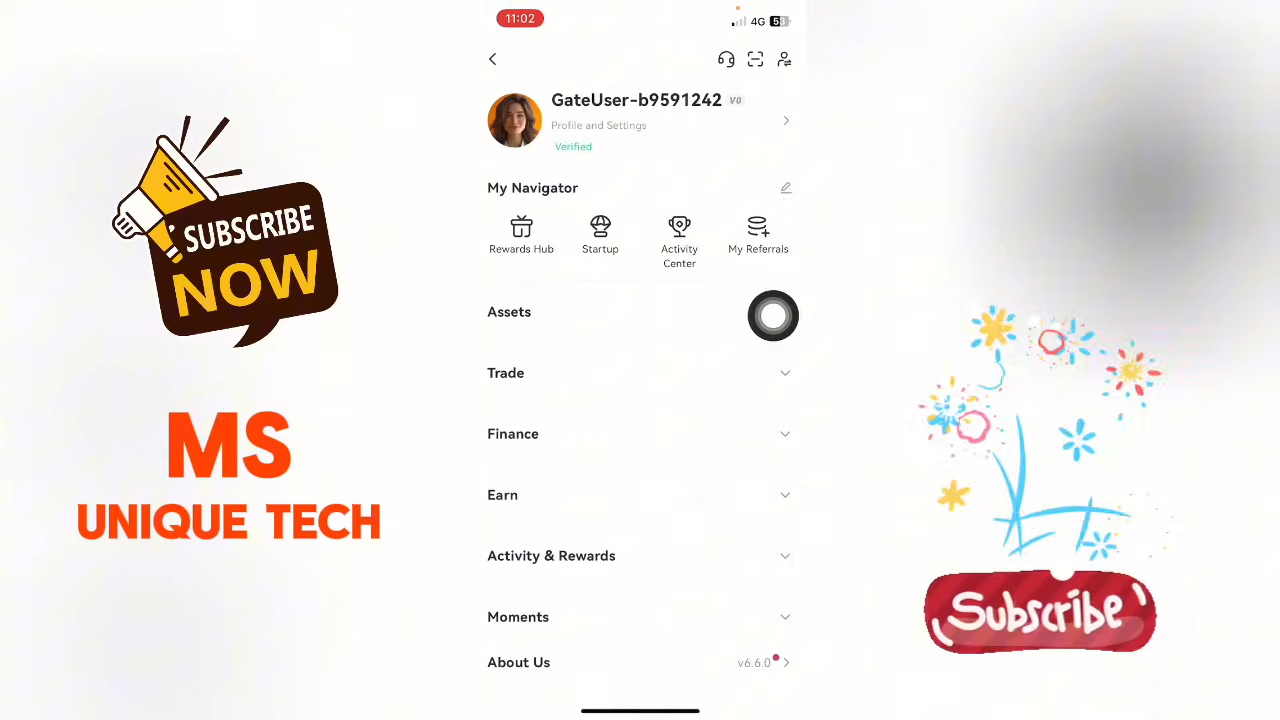 SUBSCRIBE
NOW
MS
UNIQUE TECH
11:02
4G
GateUser-b9591242 V0
Profile and Settings
Verified
My Navigator
Rewards Hub
Startup
Activity
Center
My Referrals
Assets
Trade
Finance
Earn
Activity & Rewards
Moments
About Us
v6.6.0
Subscribe